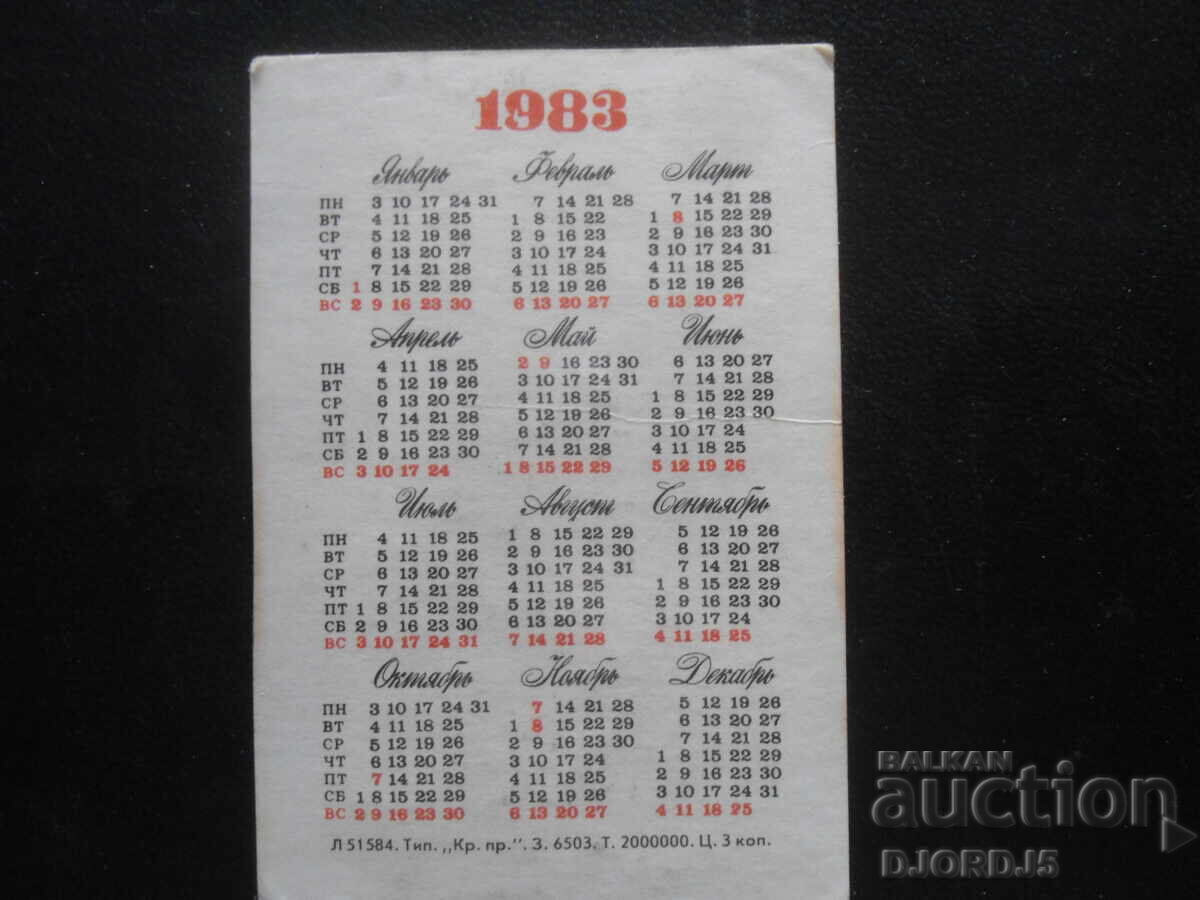 1983
Январь Февраль Март
ПН 3 10 17 24 31 7 14 21 28 7 14 21 28
ВТ 4 11 18 25 1 8 15 22 1 8 15 22 29
СР 5 12 19 26 2 9 16 23 2 9 16 23 30
ЧТ 6 13 20 27 3 10 17 24 3 10 17 24 31
ПТ 7 14 21 28 4 11 18 25 4 11 18 25
СБ 1 8 15 22 29 5 12 19 26 5 12 19 26
ВС 2 9 16 23 30 6 13 20 27 6 13 20 27
Апрель Май Июнь
ПН 4 11 18 25 2 9 16 23 30 6 13 20 27
ВТ 5 12 19 26 3 10 17 24 31 7 14 21 28
СР 6 13 20 27 4 11 18 25 1 8 15 22 29
ЧТ 7 14 21 28 5 12 19 26 2 9 16 23 30
ПТ 1 8 15 22 29 6 13 20 27 3 10 17 24
СБ 2 9 16 23 30 7 14 21 28 4 11 18 25
ВС 3 10 17 24 1 8 15 22 29 5 12 19 26
Июль Август Сентябрь
ПН 4 11 18 25 1 8 15 22 29 5 12 19 26
ВТ 5 12 19 26 2 9 16 23 30 6 13 20 27
СР 6 13 20 27 3 10 17 24 31 7 14 21 28
ЧТ 7 14 21 28 4 11 18 25 1 8 15 22 29
ПТ 1 8 15 22 29 5 12 19 26 2 9 16 23 30
СБ 2 9 16 23 30 6 13 20 27 3 10 17 24
ВС 3 10 17 24 31 7 14 21 28 4 11 18 25
Октябрь Ноябрь Декабрь
ПН 3 10 17 24 31 7 14 21 28 5 12 19 26
ВТ 4 11 18 25 1 8 15 22 29 6 13 20 27
СР 5 12 19 26 2 9 16 23 30 7 14 21 28
ЧТ 6 13 20 27 3 10 17 24 1 8 15 22 29
ПТ 7 14 21 28 4 11 18 25 2 9 16 23 30
СБ 1 8 15 22 29 5 12 19 26 3 10 17 24 31
ВС 2 9 16 23 30 6 13 20 27 4 11 18 25
Л 51584. Тип. „Кр. пр.". З. 6503. Т. 2000000. Ц. 3 коп.
BALKAN
auction
DJORDJ5